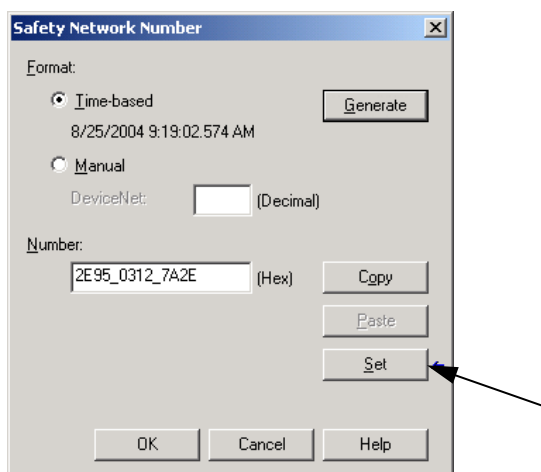 Safety Network Number
Format:
Time-based
Generate
8/25/2004 9:19:02.574 AM
Manual
DeviceNet: (Decimal)
Number:
2E95_0312_7A2E (Hex) Copy
Paste
Set
OK Cancel Help